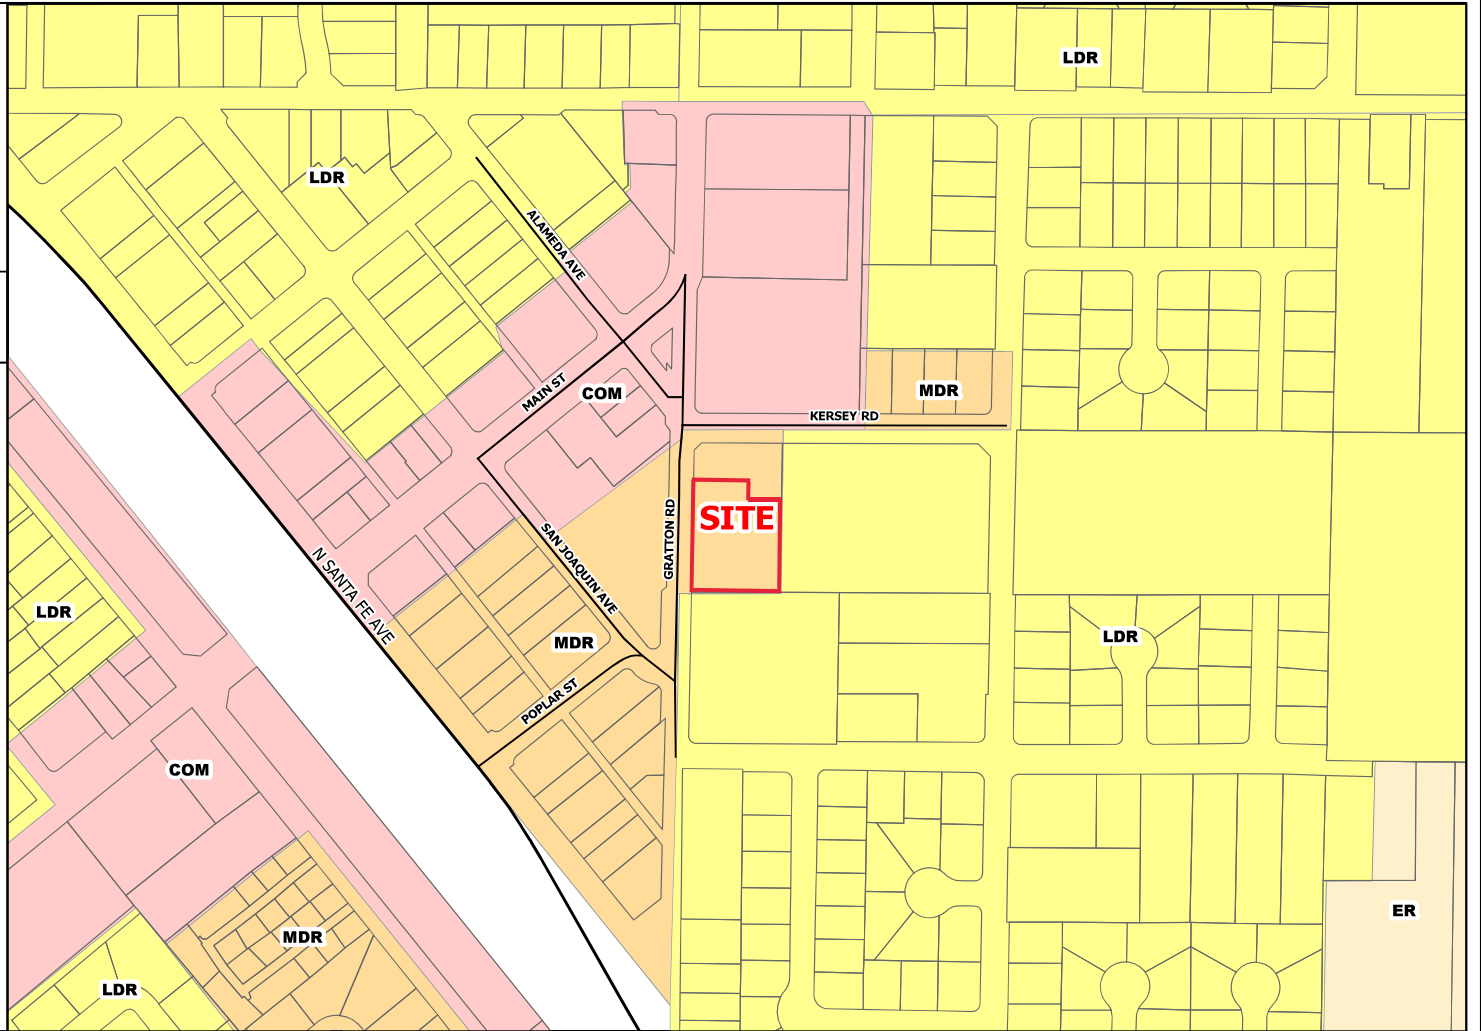 LDR
LDR
ALAMEDA AVE
MAIN ST
COM
MDR
KERSEY RD
SITE
GRATTON RD
SAN JOAQUIN AVE
N SANTA FE AVE
LDR
MDR
LDR
POPLAR ST
COM
ER
MDR
LDR